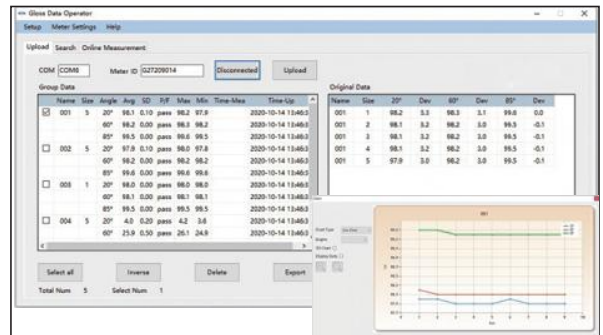 Gloss Data Operator
Setup Meter Settings Help
Upload Search Online Measurement
COM COM8 Meter ID G2T209014 Disconnected Upload
Group Data
Original Data
Name Size Angle Avg SD P/F Max Min Time-Mea Time-Up
Name Size 20° Dev 60° Dev 85° Dev
001 5 20° 98.1 0.10 pass 98.2 97.9 2020-10-14 13:46:3
001 1 98.2 3.3 98.3 3.1 99.6 0.0
60° 98.2 0.00 pass 98.3 98.2 2020-10-14 13:46:3
001 2 98.1 3.2 98.2 3.0 99.5 -0.1
85° 99.5 0.00 pass 99.6 99.5 2020-10-14 13:46:3
001 3 98.1 3.2 98.2 3.0 99.5 -0.1
002 5 20° 97.9 0.10 pass 98.0 97.8 2020-10-14 13:46:3
001 4 98.1 3.2 98.2 3.0 99.5 -0.1
60° 98.2 0.00 pass 98.2 98.2 2020-10-14 13:46:3
001 5 97.9 3.0 98.2 3.0 99.5 -0.1
85° 99.6 0.00 pass 99.6 99.6 2020-10-14 13:46:3
003 1 20° 98.0 0.00 pass 98.0 98.0 2020-10-14 13:46:3
60° 98.1 0.00 pass 98.1 98.1 2020-10-14 13:46:3
85° 99.5 0.00 pass 99.5 99.5 2020-10-14 13:46:3
004 5 20° 4.0 0.20 pass 4.2 3.6 2020-10-14 13:46:3
60° 25.9 0.50 pass 26.1 24.9 2020-10-14 13:46:3
Select all Inverse Delete Export
Total Num 5 Select Num 1
001
0 1 2 3 4 5 6 7 8 9 10